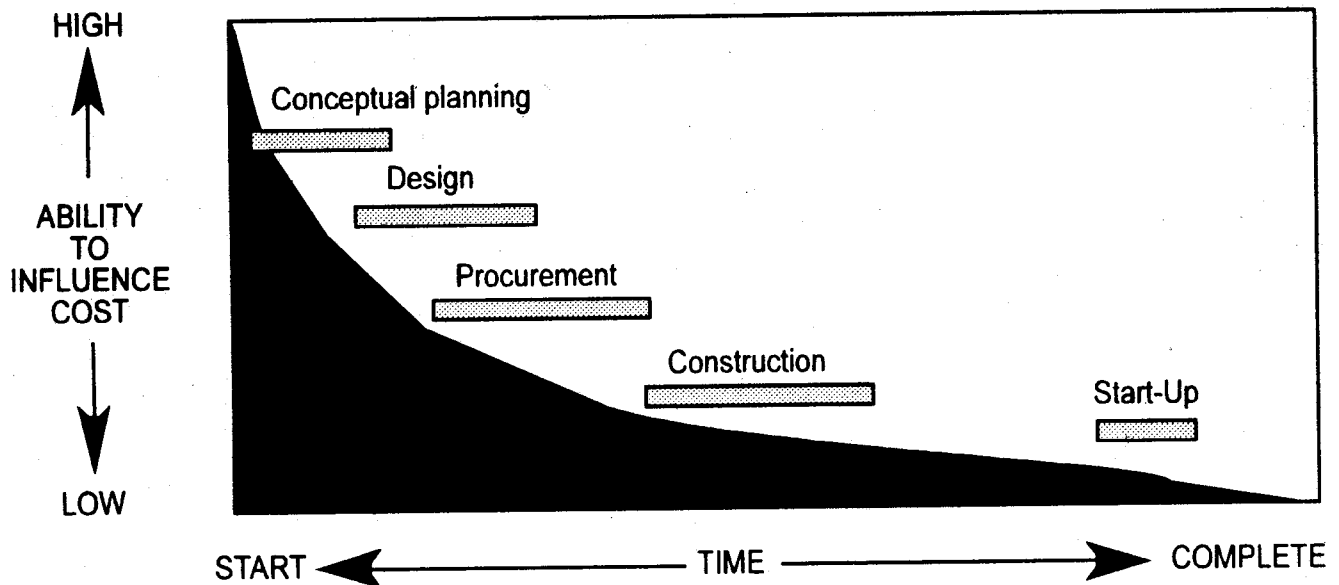 HIGH
Conceptual planning
Design
ABILITY
TO
INFLUENCE
COST
Procurement
Construction
Start-Up
LOW
START
TIME
COMPLETE